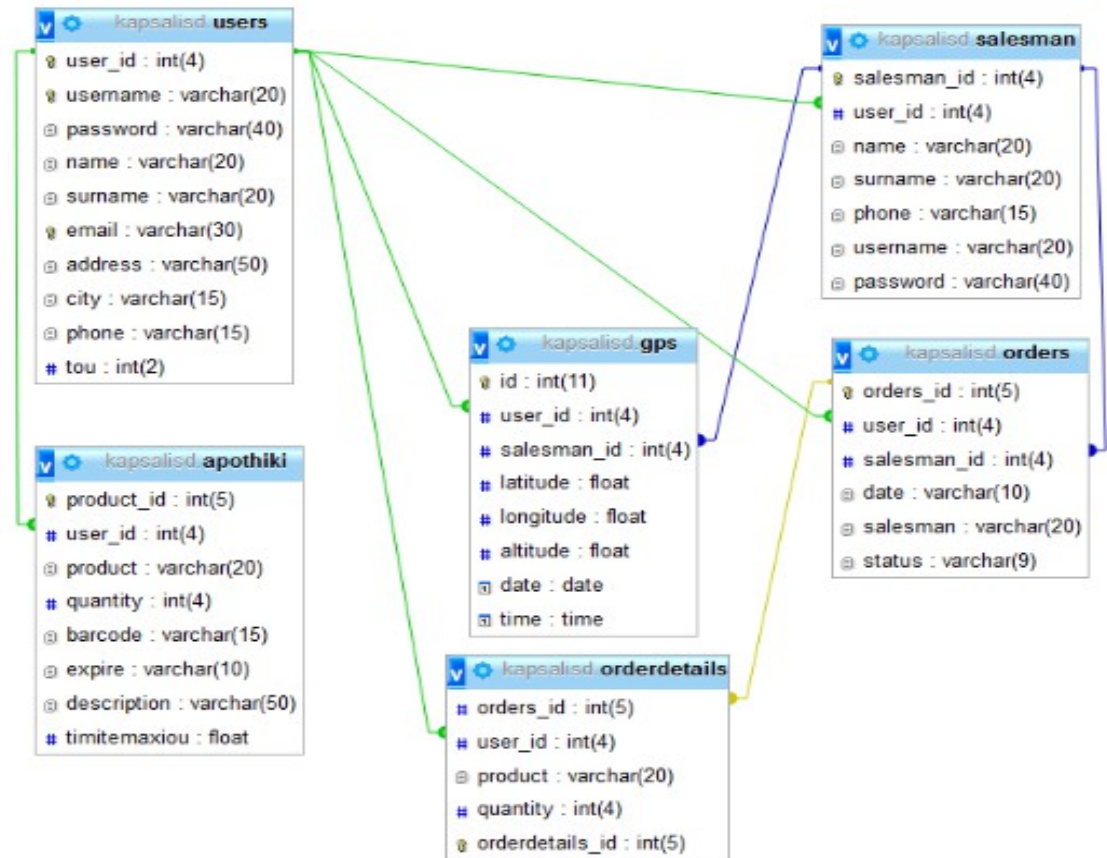 kapsalisd.users
user_id : int(4)
username : varchar(20)
password : varchar(40)
name : varchar(20)
surname : varchar(20)
email : varchar(30)
address : varchar(50)
city : varchar(15)
phone : varchar(15)
# tou : int(2)
kapsalisd.salesman
salesman_id : int(4)
# user_id : int(4)
name : varchar(20)
surname : varchar(20)
phone : varchar(15)
username : varchar(20)
password : varchar(40)
kapsalisd.gps
id : int(11)
# user_id : int(4)
# salesman_id : int(4)
# latitude : float
# longitude : float
# altitude : float
date : date
time : time
kapsalisd.orders
orders_id : int(5)
# user_id : int(4)
# salesman_id : int(4)
date : varchar(10)
salesman : varchar(20)
status : varchar(9)
kapsalisd.apothiki
product_id : int(5)
# user_id : int(4)
product : varchar(20)
# quantity : int(4)
barcode : varchar(15)
expire : varchar(10)
description : varchar(50)
# timitemaxiou : float
kapsalisd.orderdetails
# orders_id : int(5)
# user_id : int(4)
product : varchar(20)
# quantity : int(4)
orderdetails_id : int(5)